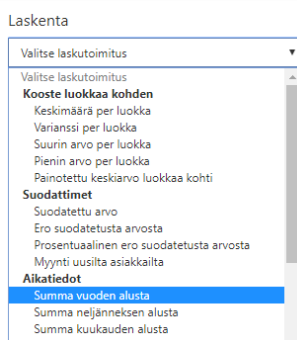 Laskenta
Valitse laskutoimitus
Valitse laskutoimitus
Kooste luokkaa kohden
Keskimäärä per luokka
Varianssi per luokka
Suurin arvo per luokka
Pienin arvo per luokka
Painotettu keskiarvo luokkaa kohti
Suodattimet
Suodatettu arvo
Ero suodatetusta arvosta
Prosentuaalinen ero suodatetusta arvosta
Myynti uusilta asiakkailta
Aikatiedot
Summa vuoden alusta
Summa neljänneksen alusta
Summa kuukauden alusta